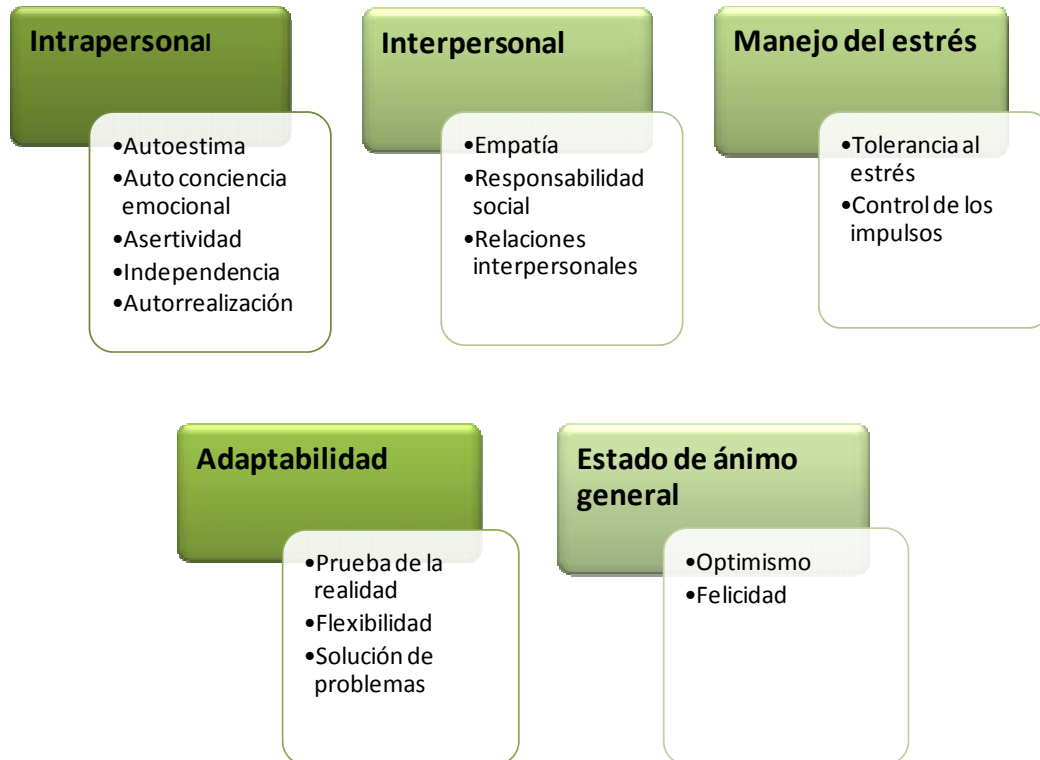 Intrapersonal
•Autoestima
•Auto conciencia
emocional
•Asertividad
•Independencia
•Autorrealización
Interpersonal
•Empatía
•Responsabilidad
social
•Relaciones
interpersonales
Manejo del estrés
•Tolerancia al
estrés
•Control de los
impulsos
Adaptabilidad
•Prueba de la
realidad
•Flexibilidad
•Solución de
problemas
Estado de ánimo
general
•Optimismo
•Felicidad